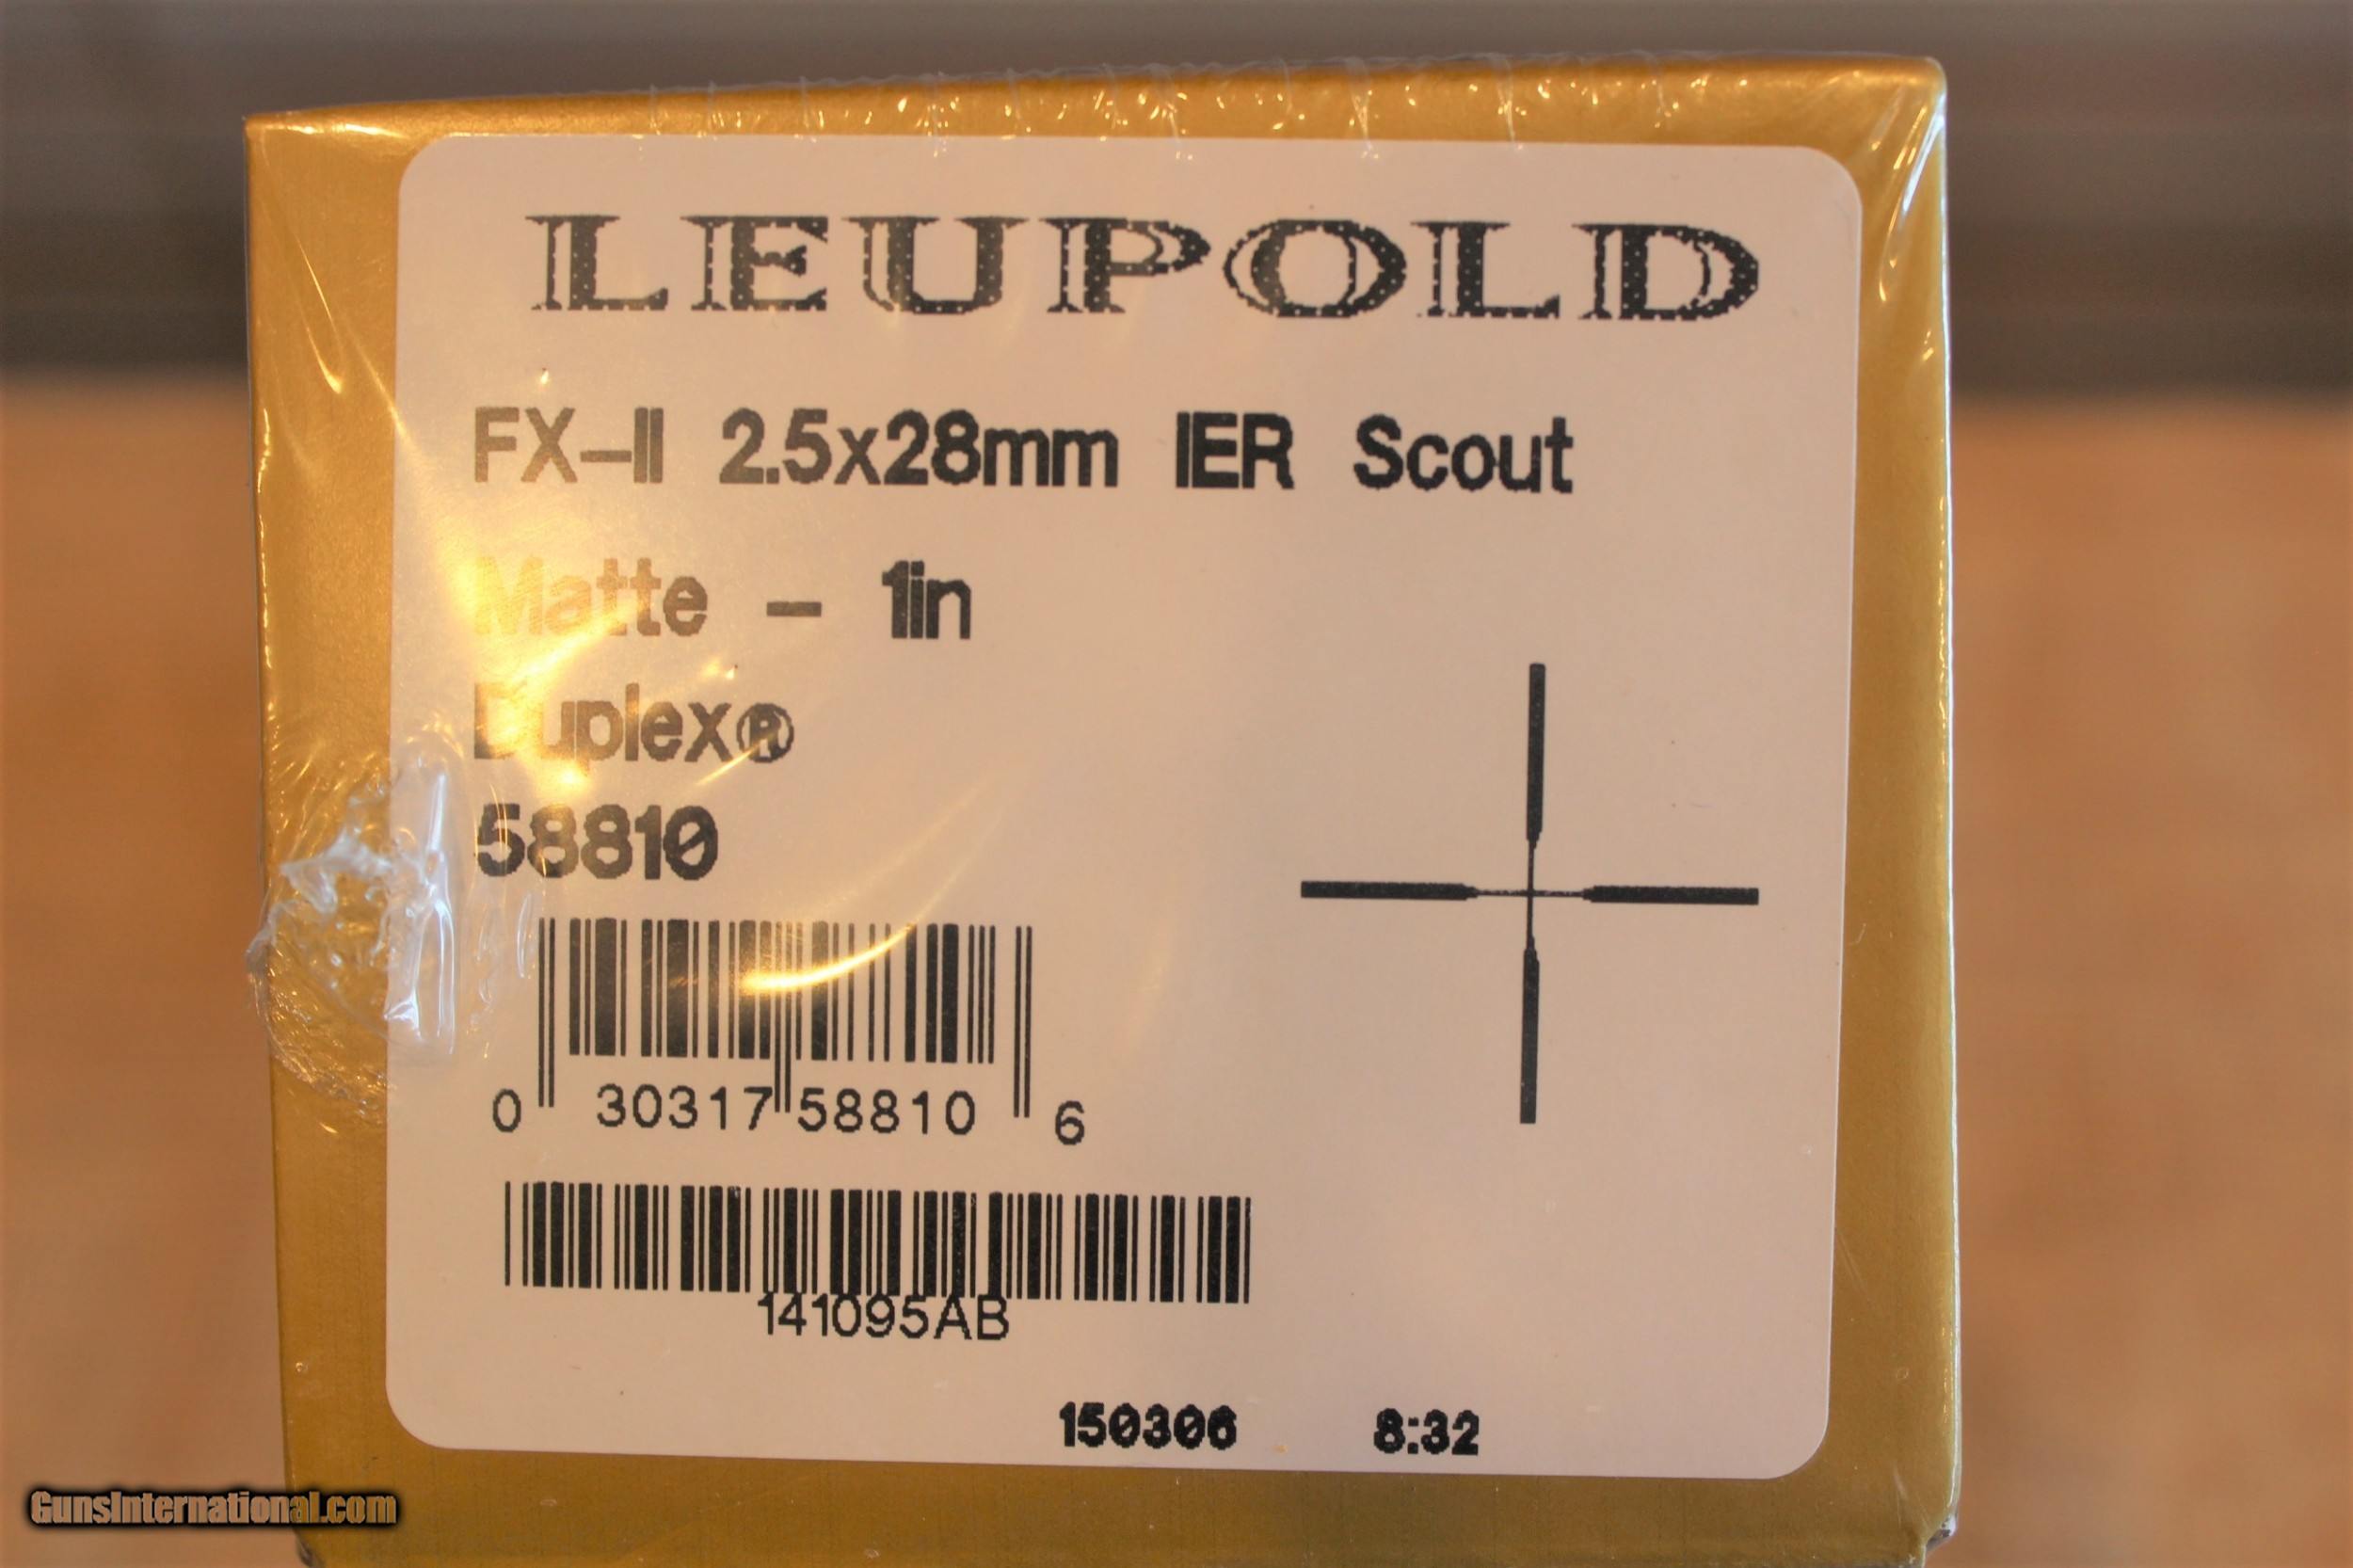 LEUPOLD
FX-II 2.5x28mm IER Scout
Matte - 1in
Duplex®
58810
0 30317 58810 6
141095AB
150306 8:32
GunsInternational.com